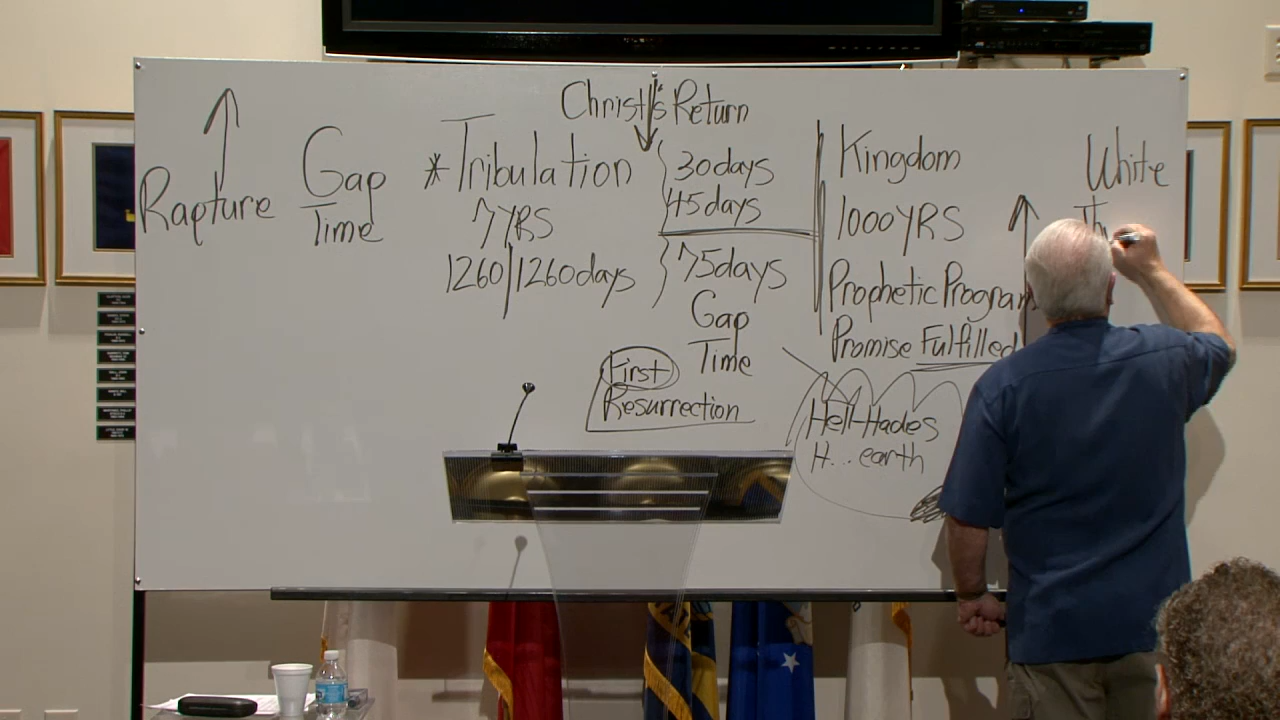 Christ's Return
Rapture
Gap
Time
*Tribulation
7YRS
1260|1260days
30days
45days
75days
Gap
Time
First
Resurrection
Kingdom
1000YRS
Prophetic Program
Promise Fulfilled
Hell-Hades
H...earth
White
Th